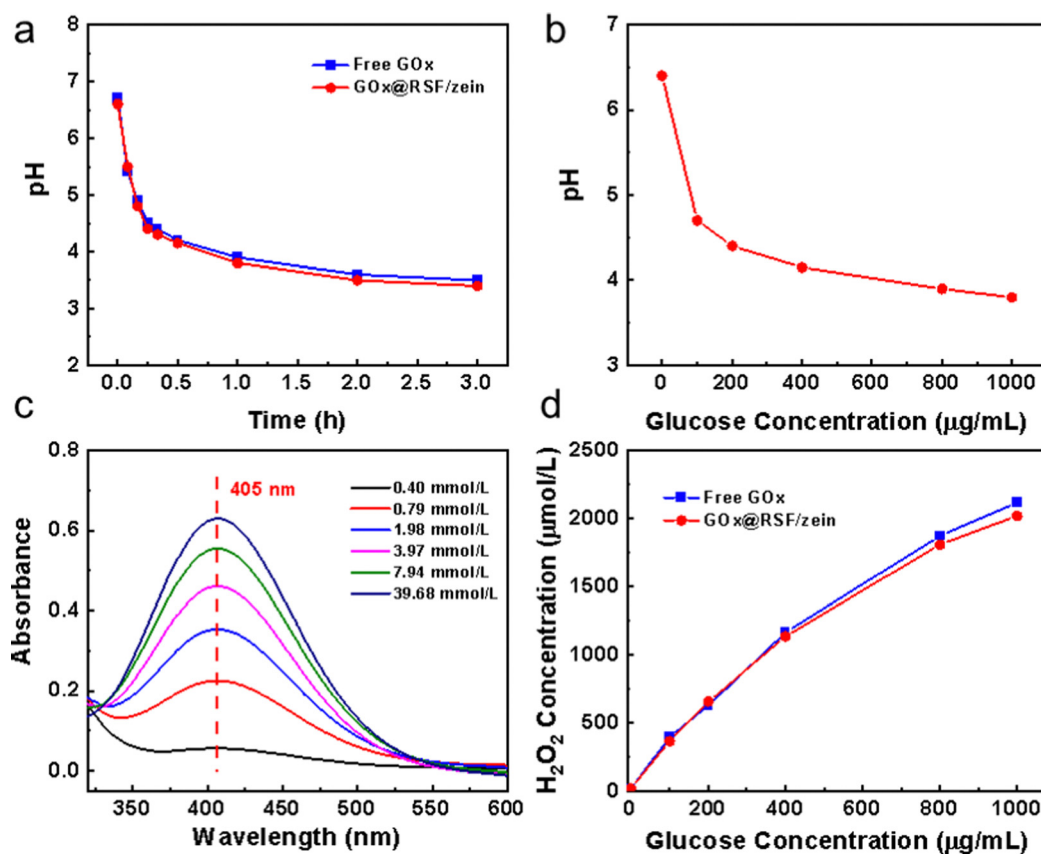 a
8
7
6
5
4
3
2
pH
Free GOx
GOx@RSF/zein
0.0 0.5 1.0 1.5 2.0 2.5 3.0
Time (h)
b
7
6
5
4
3
pH
0 200 400 600 800 1000
Glucose Concentration (μg/mL)
c
0.8
0.6
0.4
0.2
0.0
Absorbance
405 nm
0.40 mmol/L
0.79 mmol/L
1.98 mmol/L
3.97 mmol/L
7.94 mmol/L
39.68 mmol/L
350 400 450 500 550 600
Wavelength (nm)
d
2500
2000
1500
1000
500
0
H₂O₂ Concentration (μmol/L)
Free GOx
GOx@RSF/zein
0 200 400 600 800 1000
Glucose Concentration (μg/mL)